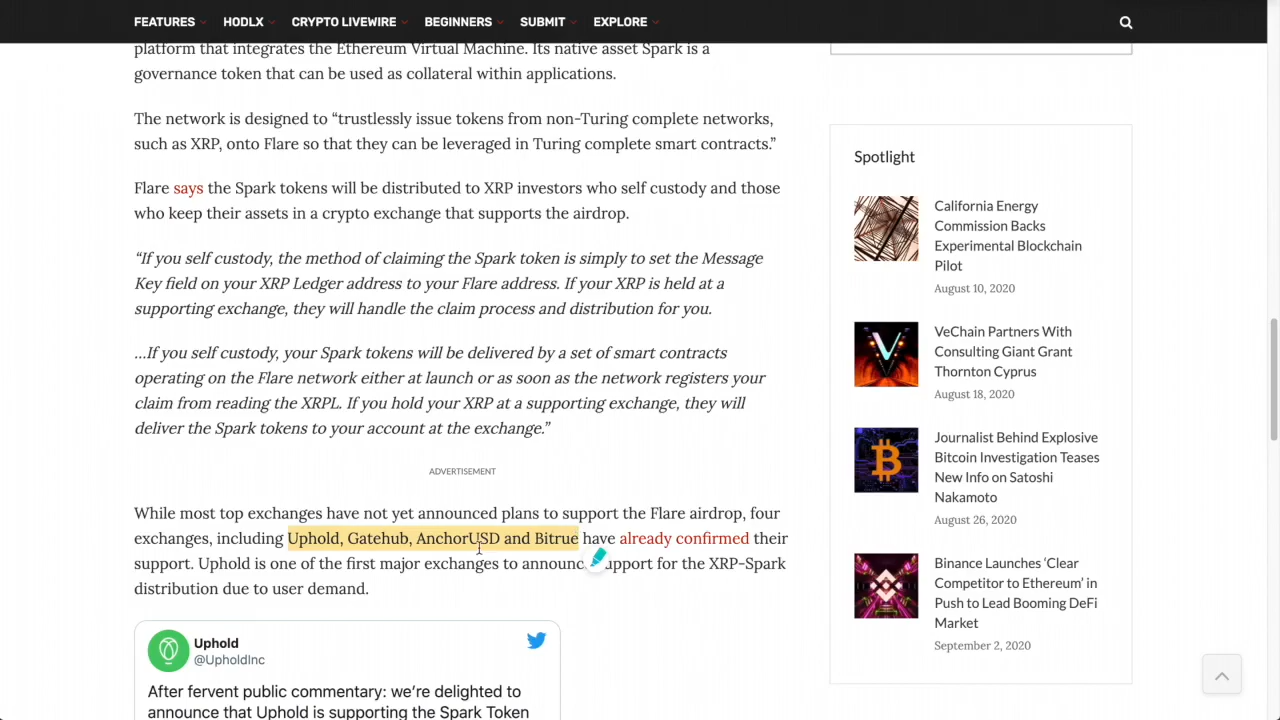 FEATURES HODLX CRYPTO LIVEWIRE BEGINNERS SUBMIT EXPLORE
platform that integrates the Ethereum Virtual Machine. Its native asset Spark is a
governance token that can be used as collateral within applications.
The network is designed to “trustlessly issue tokens from non-Turing complete networks,
such as XRP, onto Flare so that they can be leveraged in Turing complete smart contracts.”
Flare says the Spark tokens will be distributed to XRP investors who self custody and those
who keep their assets in a crypto exchange that supports the airdrop.
“If you self custody, the method of claiming the Spark token is simply to set the Message
Key field on your XRP Ledger address to your Flare address. If your XRP is held at a
supporting exchange, they will handle the claim process and distribution for you.
…If you self custody, your Spark tokens will be delivered by a set of smart contracts
operating on the Flare network either at launch or as soon as the network registers your
claim from reading the XRPL. If you hold your XRP at a supporting exchange, they will
deliver the Spark tokens to your account at the exchange.”
ADVERTISEMENT
While most top exchanges have not yet announced plans to support the Flare airdrop, four
exchanges, including Uphold, Gatehub, AnchorUSD and Bitrue have already confirmed their
support. Uphold is one of the first major exchanges to announce support for the XRP-Spark
distribution due to user demand.
Uphold
@UpholdInc
After fervent public commentary: we’re delighted to
announce that Uphold is supporting the Spark Token
Spotlight
California Energy
Commission Backs
Experimental Blockchain
Pilot
August 10, 2020
VeChain Partners With
Consulting Giant Grant
Thornton Cyprus
August 18, 2020
Journalist Behind Explosive
Bitcoin Investigation Teases
New Info on Satoshi
Nakamoto
August 26, 2020
Binance Launches ‘Clear
Competitor to Ethereum’ in
Push to Lead Booming DeFi
Market
September 2, 2020